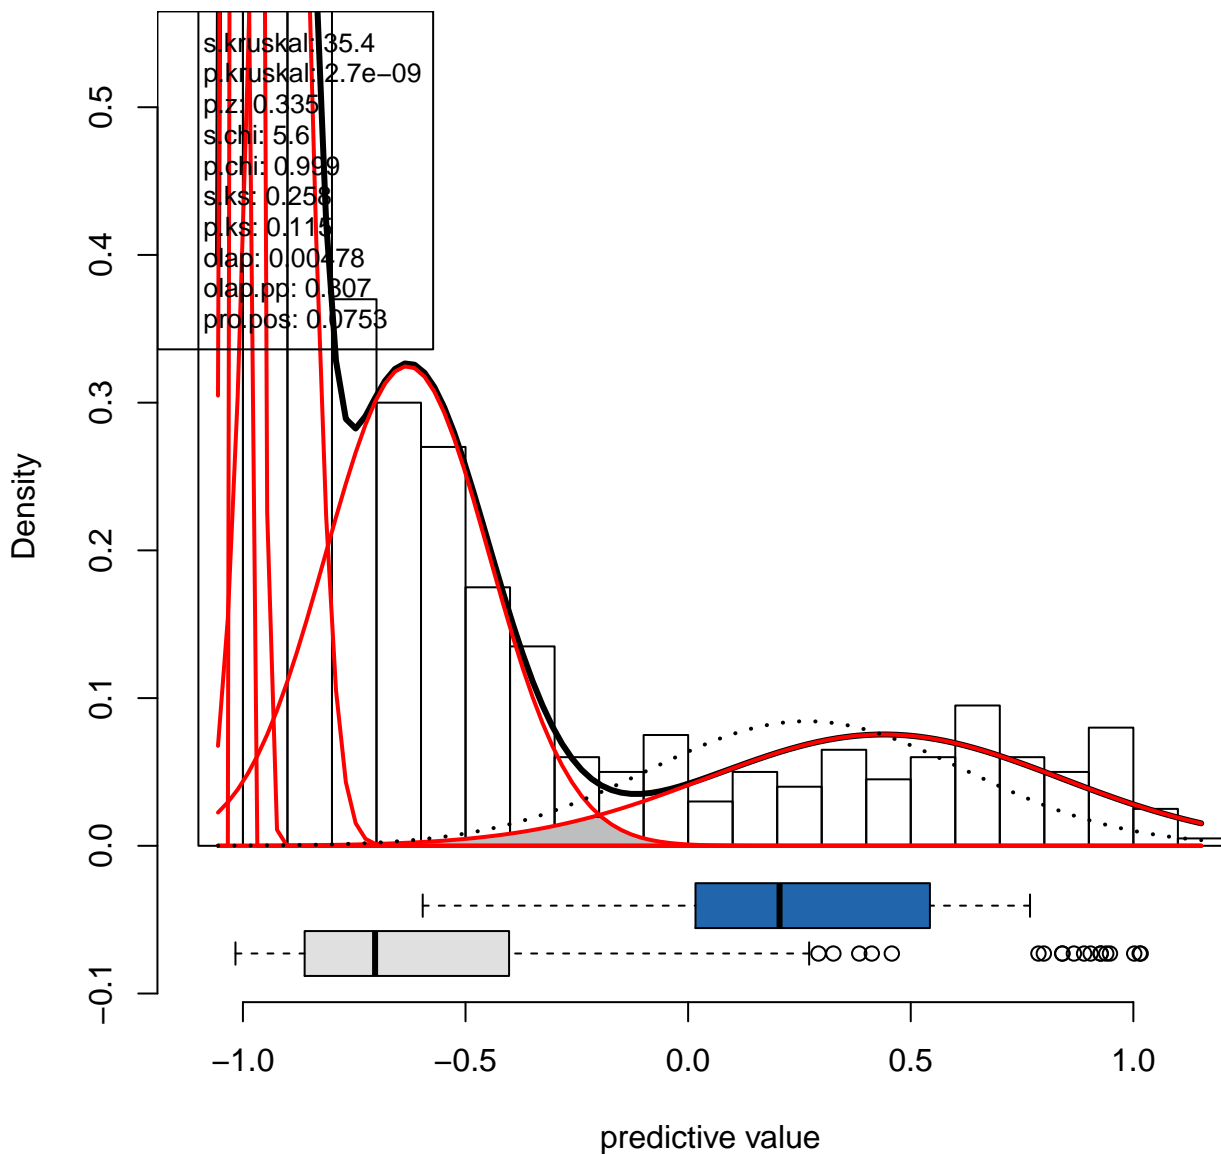 s.kruskal: 35.4
p.kruskal: 2.7e−09
p.z: 0.335
s.chi: 5.6
p.chi: 0.999
s.ks: 0.258
p.ks: 0.115
olap: 0.00478
olap.pp: 0.307
pro.pos: 0.0753
0.5
0.4
0.3
0.2
0.1
0.0
−0.1
Density
−1.0 −0.5 0.0 0.5 1.0
predictive value